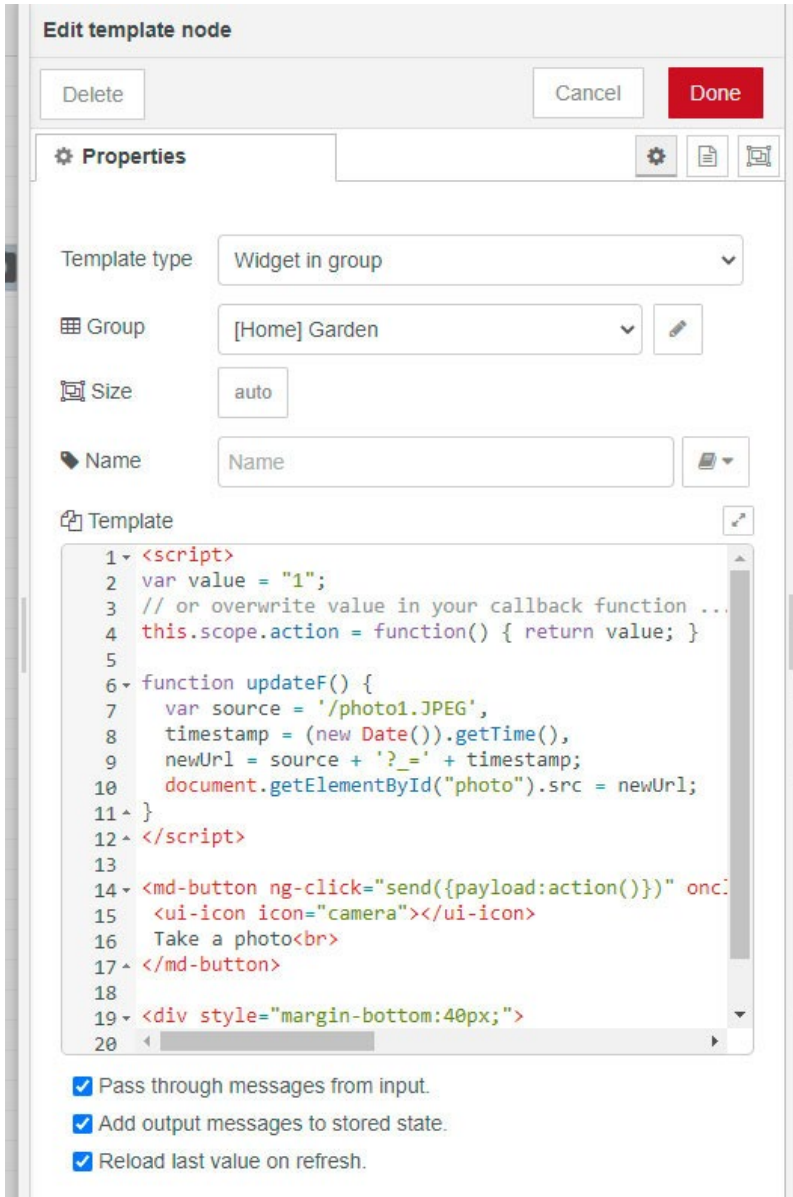 Edit template node
Delete Cancel Done
Properties
Template type Widget in group
Group [Home] Garden
Size auto
Name Name
Template
1 <script>
2 var value = "1";
3 // or overwrite value in your callback function ...
4 this.scope.action = function() { return value; }
5
6 function updateF() {
7 var source = '/photo1.JPEG',
8 timestamp = (new Date()).getTime(),
9 newUrl = source + '?_=' + timestamp;
10 document.getElementById("photo").src = newUrl;
11 }
12 </script>
13
14 <md-button ng-click="send({payload:action()})" oncl
15 <ui-icon icon="camera"></ui-icon>
16 Take a photo<br>
17 </md-button>
18
19 <div style="margin-bottom:40px;">
20
Pass through messages from input.
Add output messages to stored state.
Reload last value on refresh.